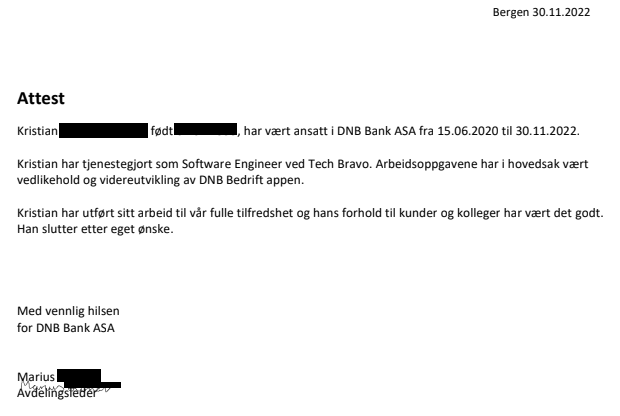 Bergen 30.11.2022
Attest
Kristian født , har vært ansatt i DNB Bank ASA fra 15.06.2020 til 30.11.2022.
Kristian har tjenestegjort som Software Engineer ved Tech Bravo. Arbeidsoppgavene har i hovedsak vært
vedlikehold og videreutvikling av DNB Bedrift appen.
Kristian har utført sitt arbeid til vår fulle tilfredshet og hans forhold til kunder og kolleger har vært det godt.
Han slutter etter eget ønske.
Med vennlig hilsen
for DNB Bank ASA
Marius
Avdelingsleder